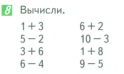 8 Вычисли.
1 + 3 6 + 2
5 − 2 10 − 3
3 + 6 1 + 8
6 − 4 9 − 5